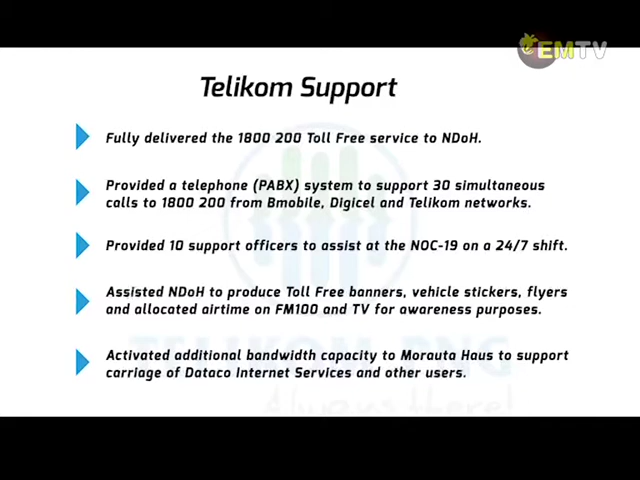 EMTV
Telikom Support
Fully delivered the 1800 200 Toll Free service to NDoH.
Provided a telephone (PABX) system to support 30 simultaneous
calls to 1800 200 from Bmobile, Digicel and Telikom networks.
Provided 10 support officers to assist at the NOC-19 on a 24/7 shift.
Assisted NDoH to produce Toll Free banners, vehicle stickers, flyers
and allocated airtime on FM100 and TV for awareness purposes.
Activated additional bandwidth capacity to Morauta Haus to support
carriage of Dataco Internet Services and other users.
TELIKOM PNG
Always there!